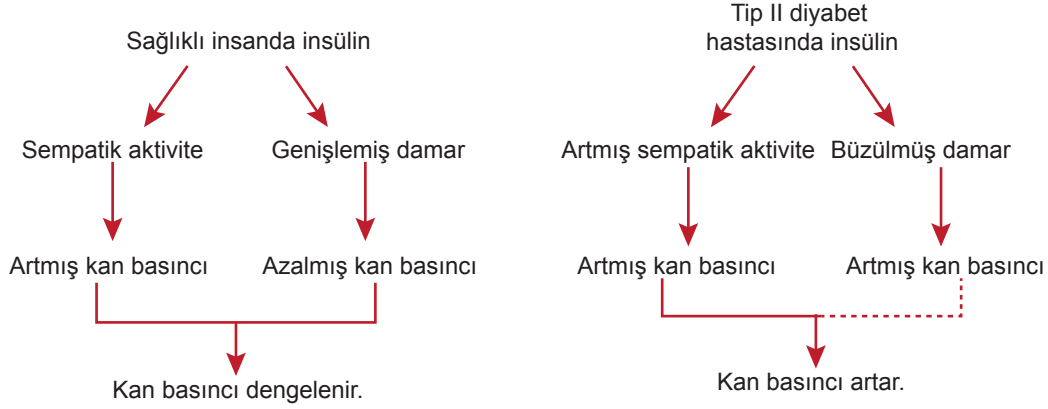 Sağlıklı insanda insülin
Sempatik aktivite
Genişlemiş damar
Artmış kan basıncı
Azalmış kan basıncı
Kan basıncı dengelenir.
Tip II diyabet
hastasında insülin
Artmış sempatik aktivite
Büzülmüş damar
Artmış kan basıncı
Artmış kan basıncı
Kan basıncı artar.